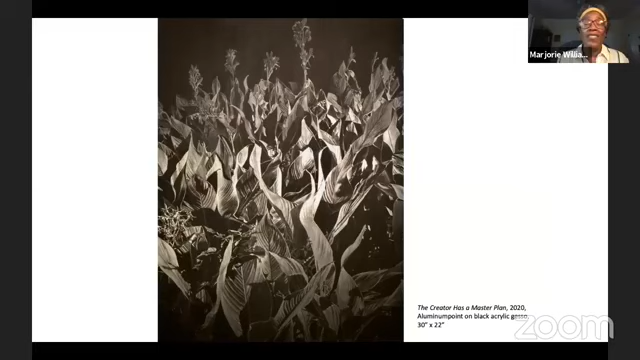 Marjorie Willia...
The Creator Has a Master Plan, 2020,
Aluminumpoint on black acrylic gesso,
30" x 22"
zoom